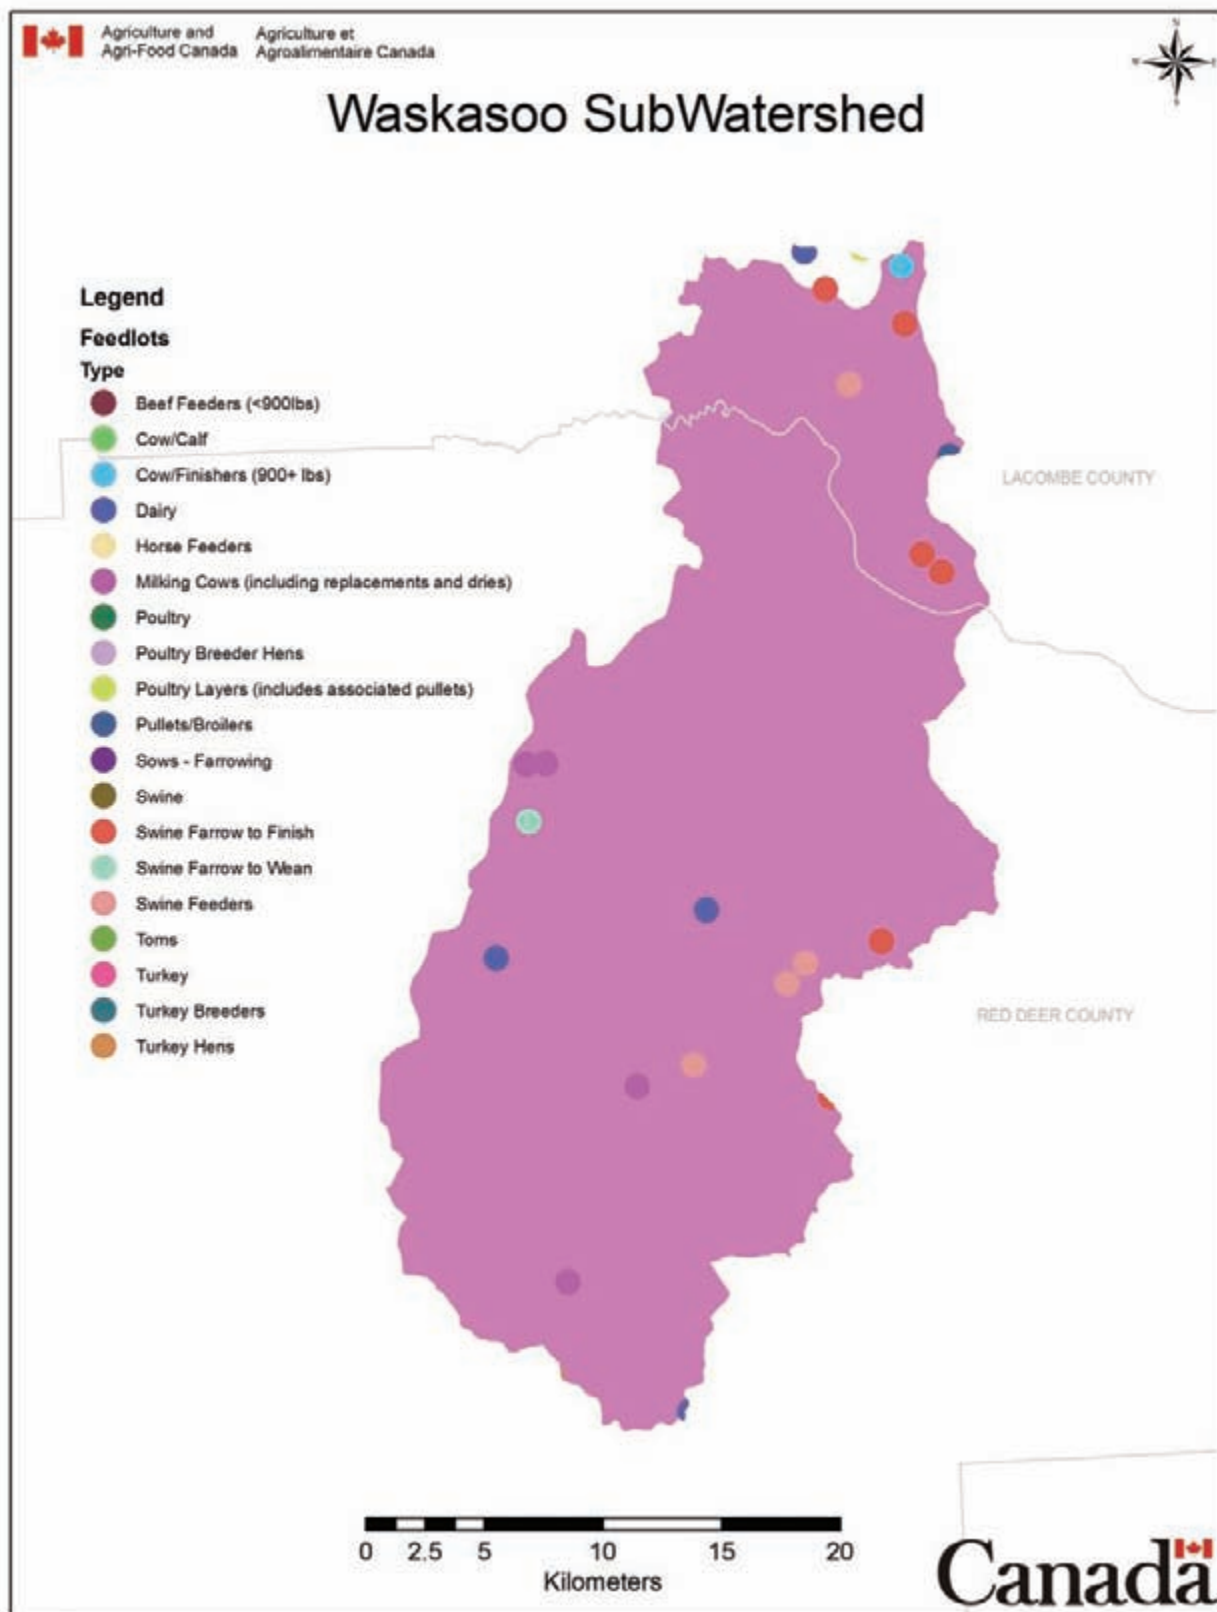 Agriculture and Agriculture et
Agri-Food Canada Agroalimentaire Canada
N
W E
S
Waskasoo SubWatershed
Legend
Feedlots
Type
Beef Feeders (<900lbs)
Cow/Calf
Cow/Finishers (900+ lbs)
Dairy
Horse Feeders
Milking Cows (including replacements and dries)
Poultry
Poultry Breeder Hens
Poultry Layers (includes associated pullets)
Pullets/Broilers
Sows - Farrowing
Swine
Swine Farrow to Finish
Swine Farrow to Wean
Swine Feeders
Toms
Turkey
Turkey Breeders
Turkey Hens
LACOMBE COUNTY
RED DEER COUNTY
0 2.5 5 10 15 20
Kilometers
Canada